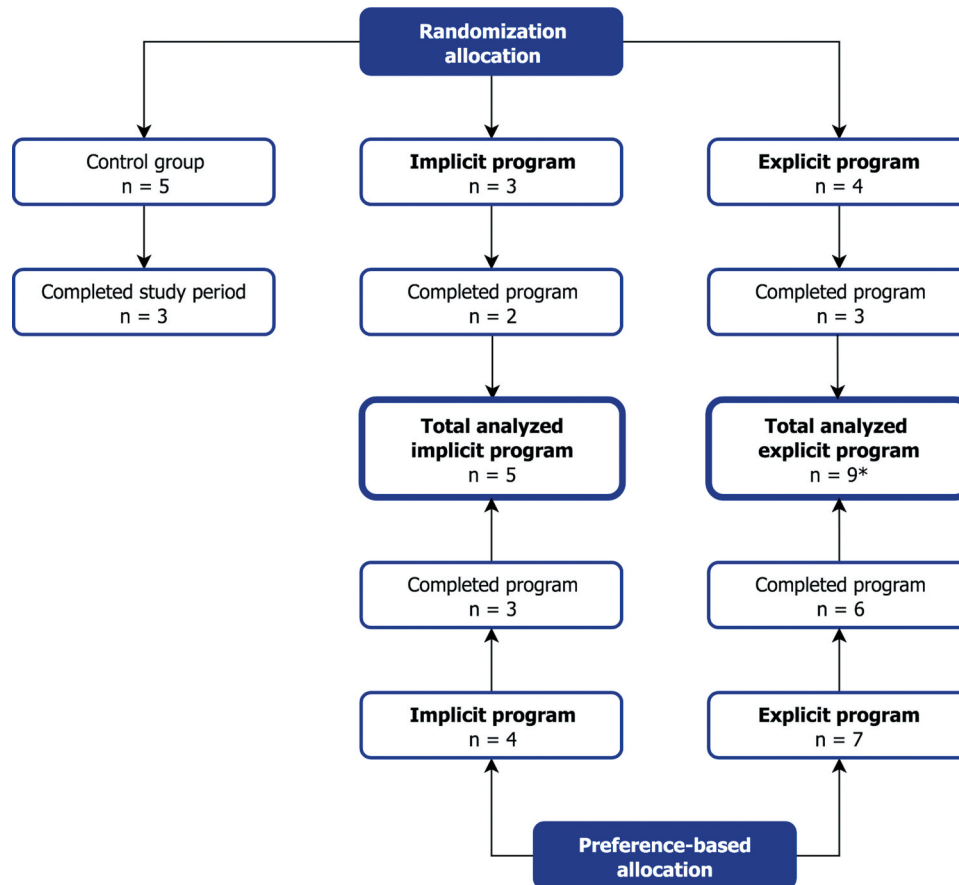 Randomization
allocation
Control group
n = 5
Implicit program
n = 3
Explicit program
n = 4
Completed study period
n = 3
Completed program
n = 2
Completed program
n = 3
Total analyzed
implicit program
n = 5
Total analyzed
explicit program
n = 9*
Completed program
n = 3
Completed program
n = 6
Implicit program
n = 4
Explicit program
n = 7
Preference-based
allocation